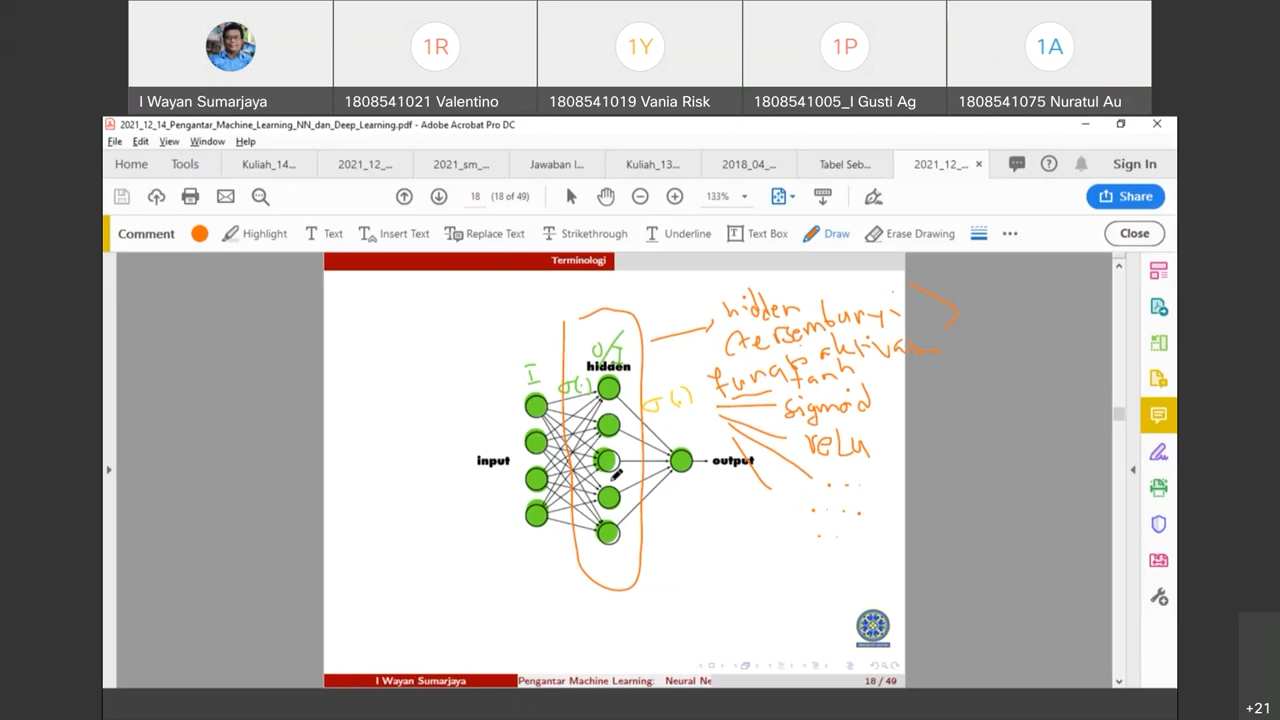 1R
1Y
1P
1A
I Wayan Sumarjaya
1808541021 Valentino
1808541019 Vania Risk
1808541005_I Gusti Ag
1808541075 Nuratul Au
2021_12_14_Pengantar_Machine_Learning_NN_dan_Deep_Learning.pdf - Adobe Acrobat Pro DC
File Edit View Window Help
Home Tools Kuliah_14... 2021_12_... 2021_sm_... Jawaban I... Kuliah_13... 2018_04_... Tabel Seb... 2021_12_... × Sign In
18 (18 of 49) 133% Share
Comment Highlight Text Insert Text Replace Text Strikethrough Underline Text Box Draw Erase Drawing ... Close
Terminologi
hidden
(tersembunyi)
fungsi aktivasi
tanh
sigmoid
relu
I
O/I
hidden
σ(.)
σ(.)
input
output
I Wayan Sumarjaya
Pengantar Machine Learning: Neural Ne
18 / 49
+21